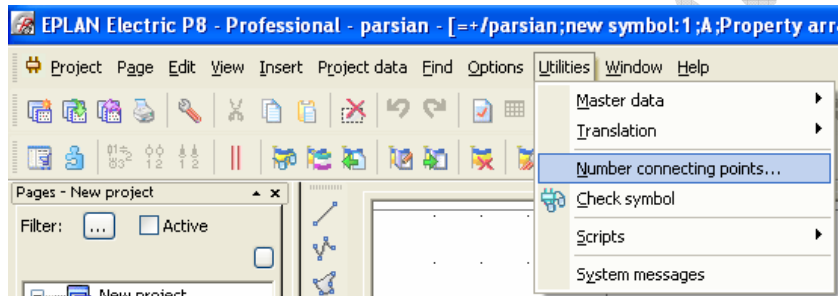 EPLAN Electric P8 - Professional - parsian - [=+/parsian;new symbol:1;A;Property arr
Project Page Edit View Insert Project data Find Options Utilities Window Help
Master data
Translation
Number connecting points...
Check symbol
Scripts
System messages
Pages - New project
Filter: ... Active
New project